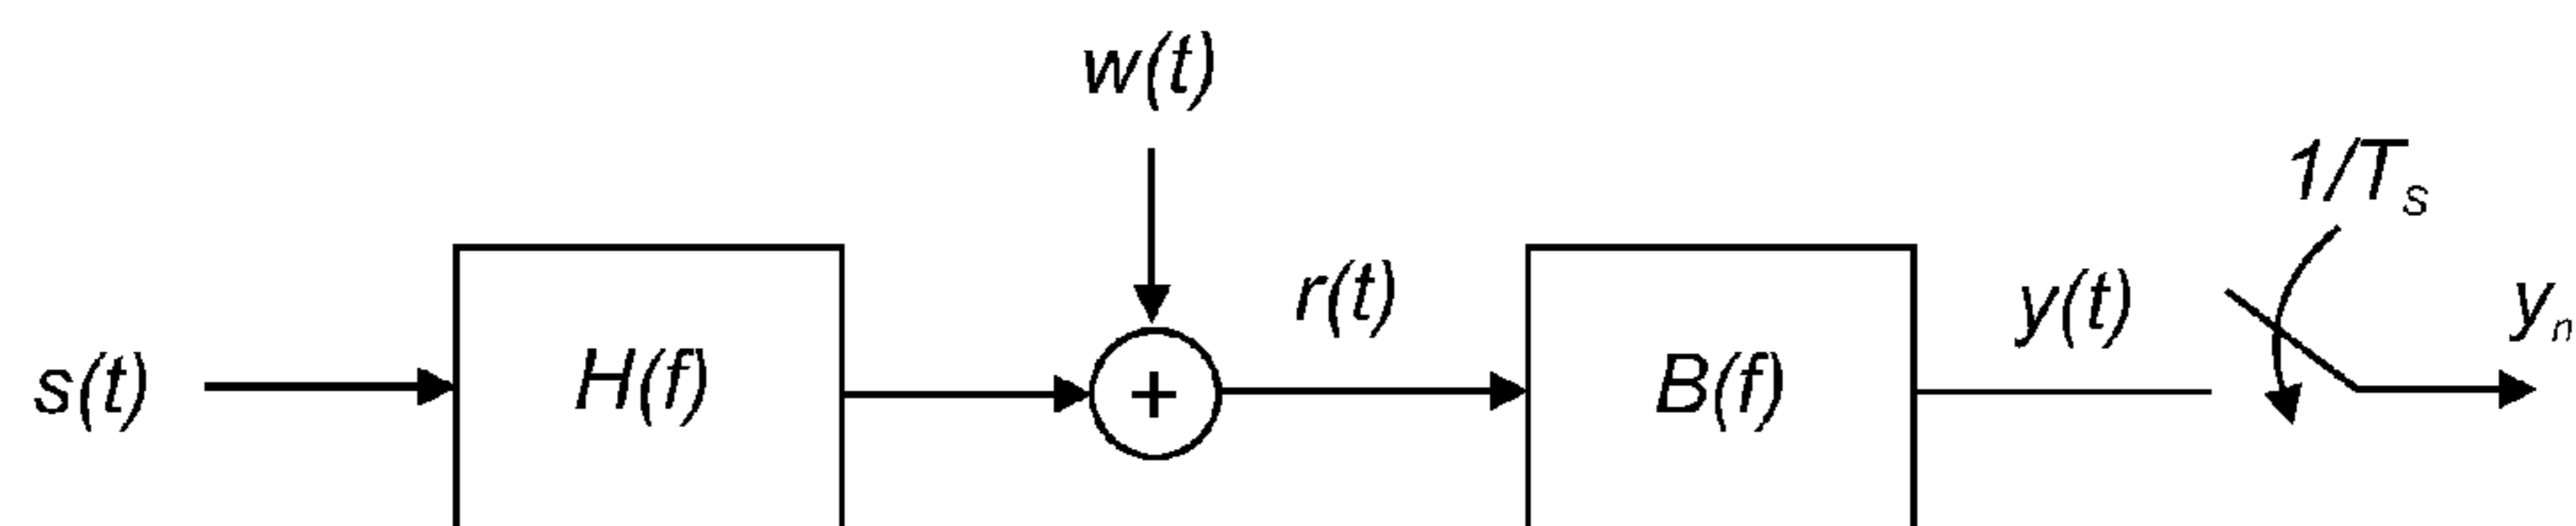 w(t)
1/Tₛ
r(t)
y(t)
yₙ
s(t)
H(f)
+
B(f)